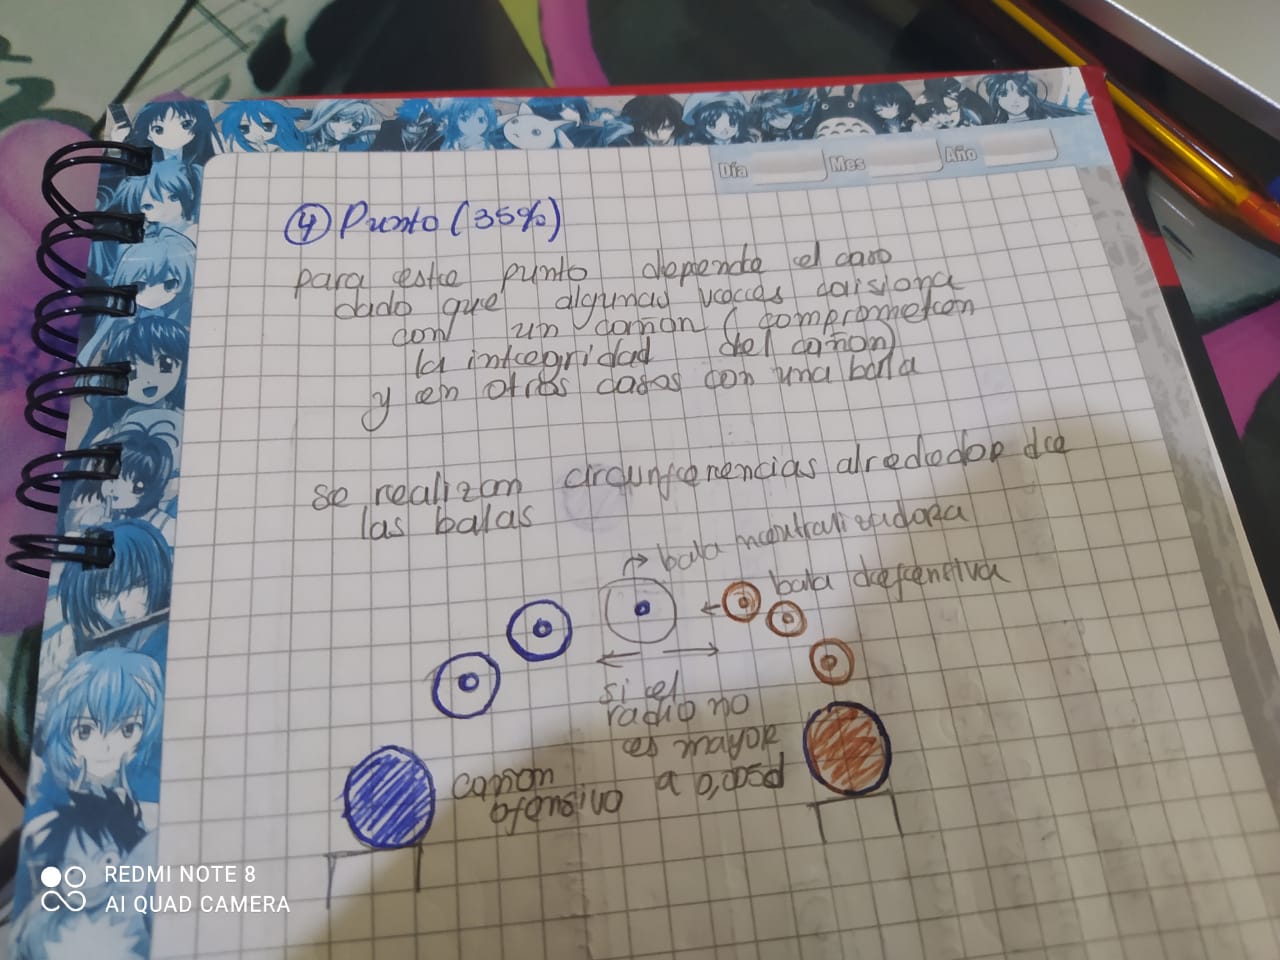 Día Mes Año
④ Punto (35%)
para este punto depende el caso
dado que algunas veces colisiona
con un cañon (comprometen
la integridad del cañon)
y en otros casos con una bala
se realizan circunferencias alrededor de
las balas
bala neutralizadora
bala defensiva
si el
radio no
es mayor
a 0,
cañon
ofensivo
REDMI NOTE 8
AI QUAD CAMERA